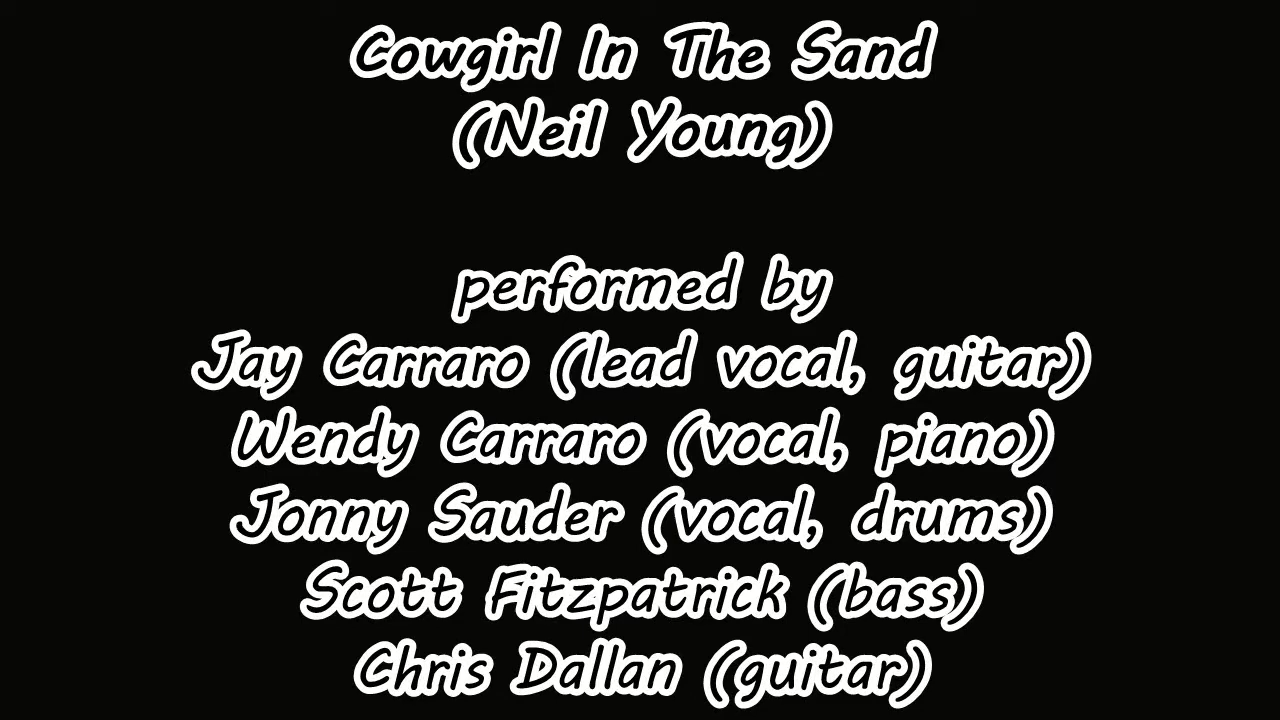 Cowgirl In The Sand
(Neil Young)
performed by
Jay Carraro (lead vocal, guitar)
Wendy Carraro (vocal, piano)
Jonny Sauder (vocal, drums)
Scott Fitzpatrick (bass)
Chris Dallan (guitar)